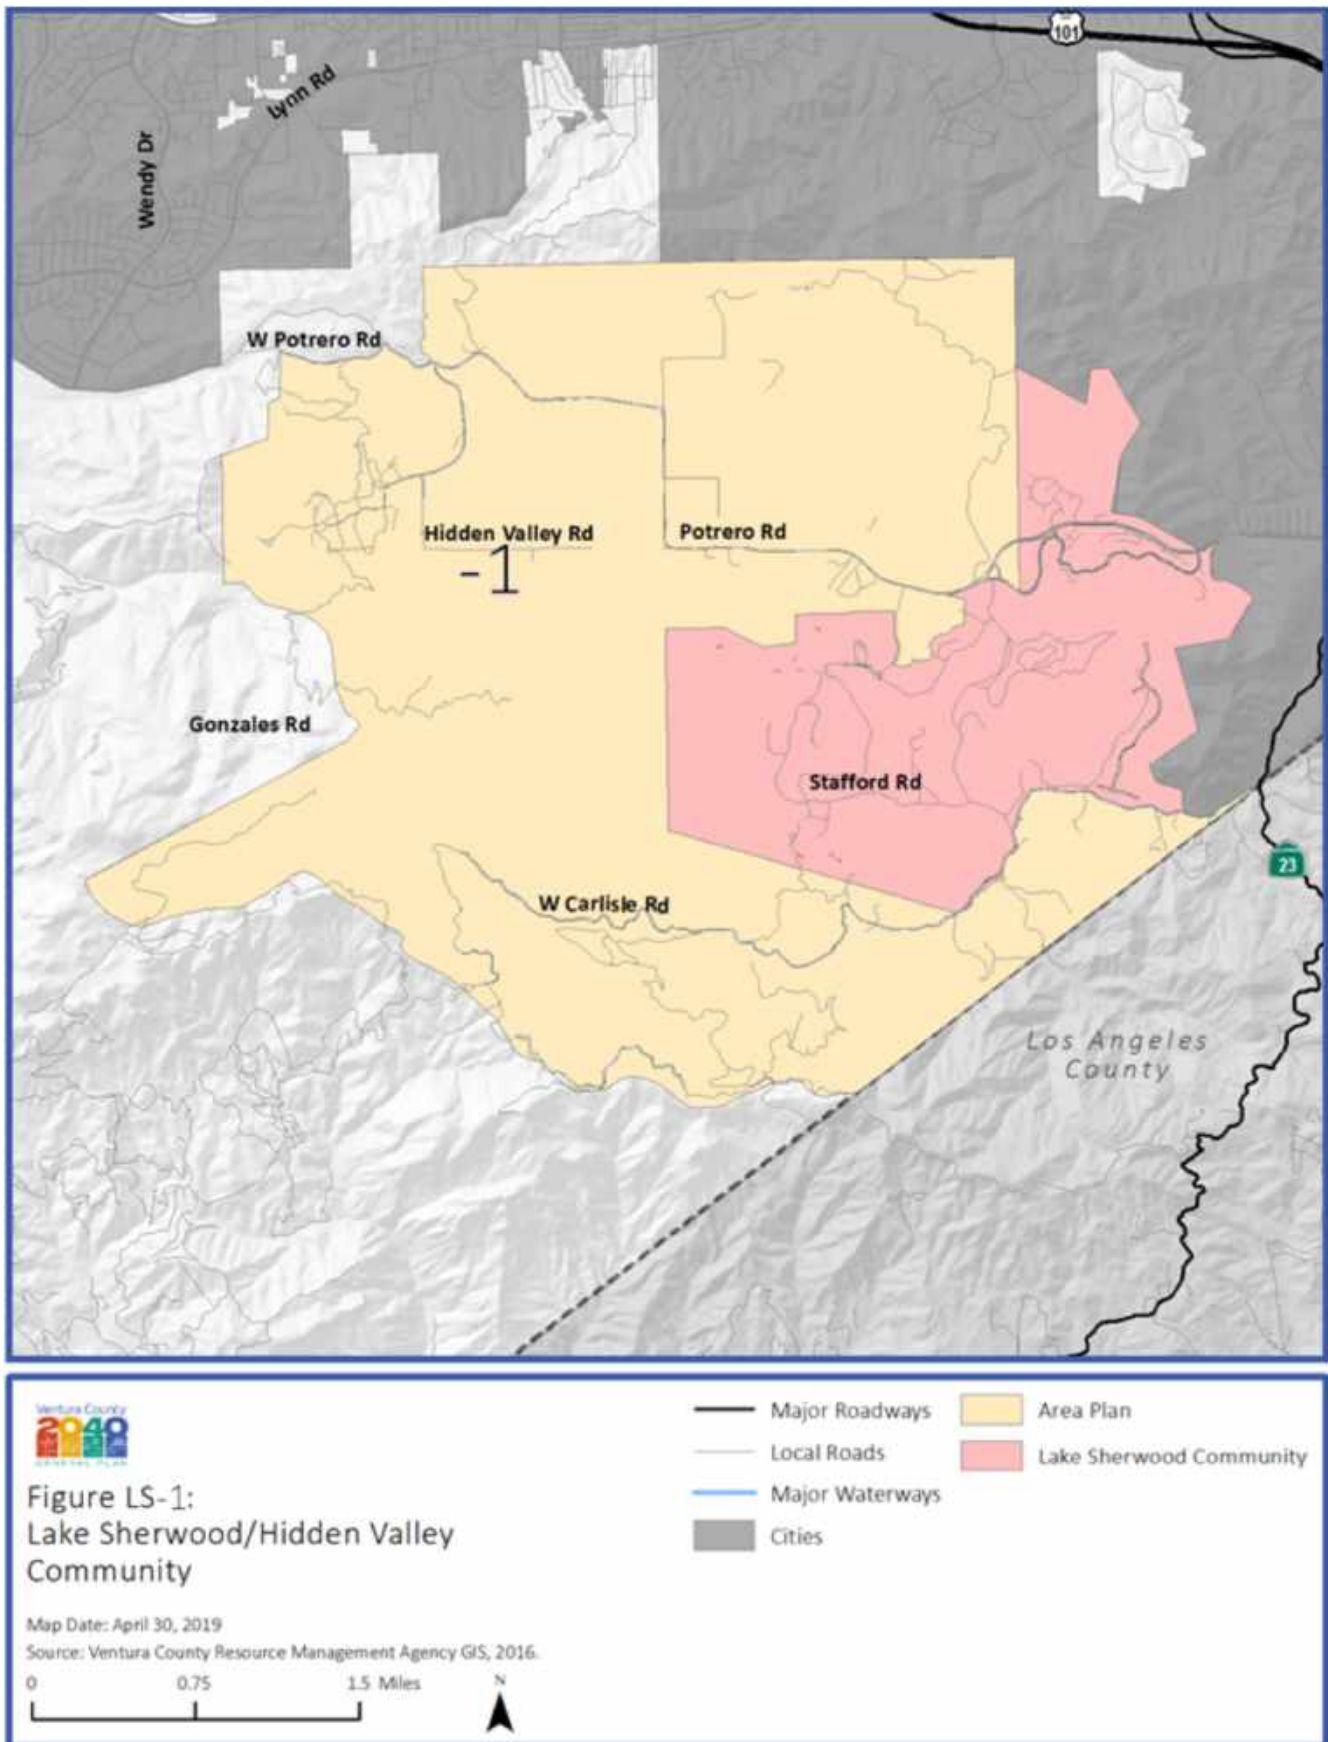 101
Lynn Rd
Wendy Dr
W Potrero Rd
Hidden Valley Rd
Potrero Rd
-1
Gonzales Rd
Stafford Rd
23
W Carlisle Rd
Los Angeles
County
Ventura County
2040
GENERAL PLAN
Figure LS-1:
Lake Sherwood/Hidden Valley
Community
Map Date: April 30, 2019
Source: Ventura County Resource Management Agency GIS, 2016.
0 0.75 1.5 Miles
N
Major Roadways
Local Roads
Major Waterways
Cities
Area Plan
Lake Sherwood Community